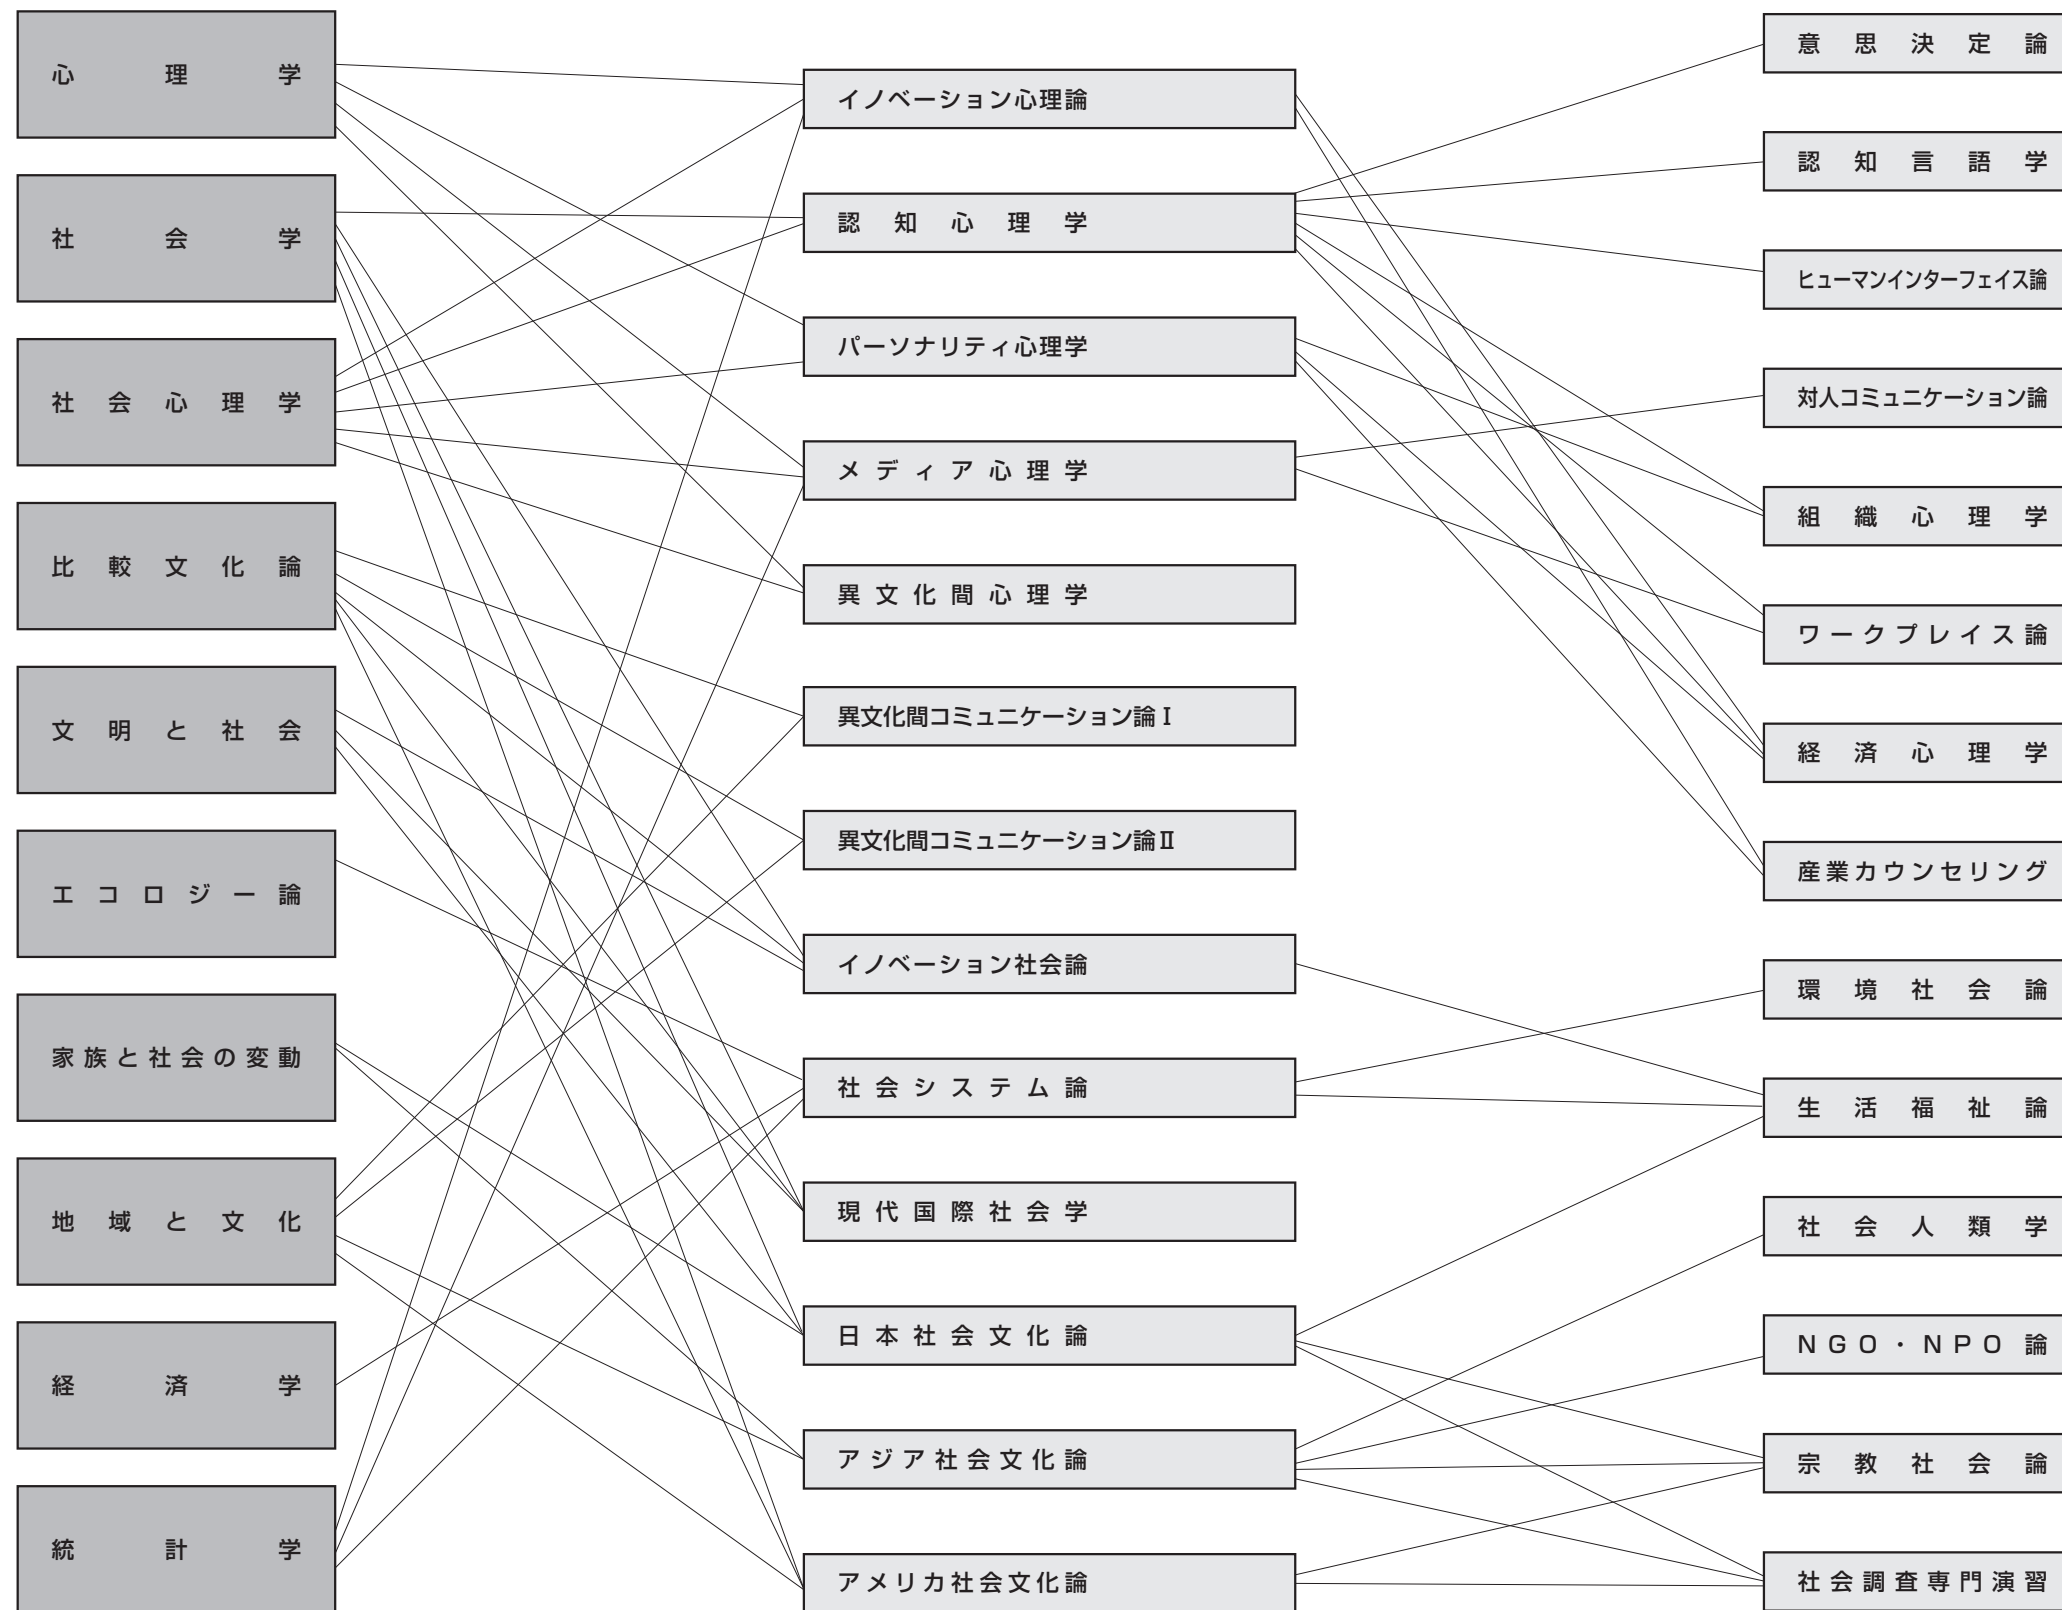 心理学
社会学
社会心理学
比較文化論
文明と社会
エコロジー論
家族と社会の変動
地域と文化
経済学
統計学
イノベーション心理論
認知心理学
パーソナリティ心理学
メディア心理学
異文化間心理学
異文化間コミュニケーション論Ⅰ
異文化間コミュニケーション論Ⅱ
イノベーション社会論
社会システム論
現代国際社会学
日本社会文化論
アジア社会文化論
アメリカ社会文化論
意思決定論
認知言語学
ヒューマンインターフェイス論
対人コミュニケーション論
組織心理学
ワークプレイス論
経済心理学
産業カウンセリング
環境社会論
生活福祉論
社会人類学
NGO・NPO論
宗教社会論
社会調査専門演習